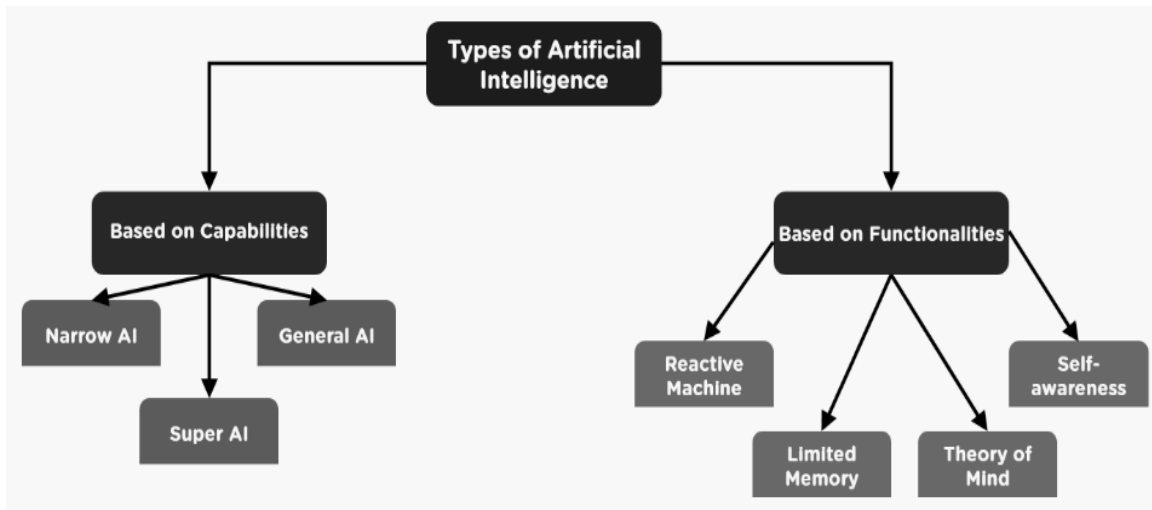 Types of Artificial
Intelligence
Based on Capabilities
Based on Functionalities
Narrow AI
General AI
Super AI
Reactive
Machine
Self-
awareness
Limited
Memory
Theory of
Mind